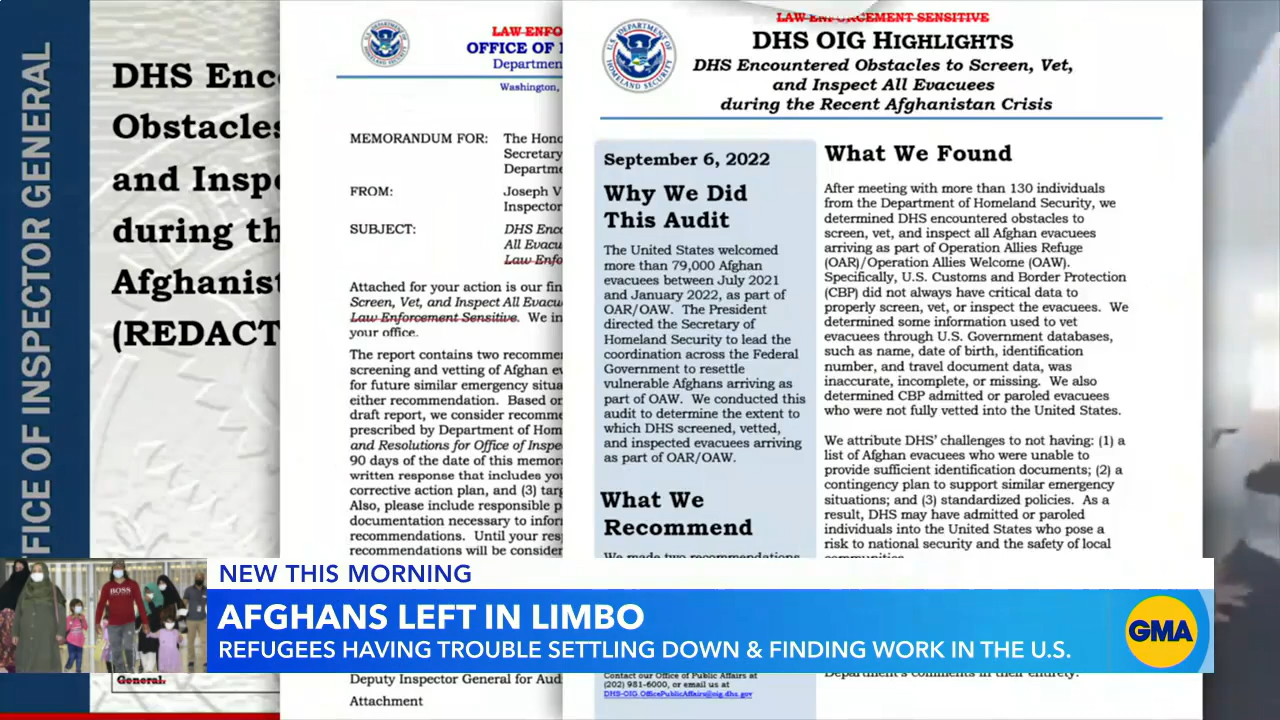 FICE OF INSPECTOR GENERAL
DHS Enc
Obstacles
and Inspe
during th
Afghanist
(REDACT
LAW ENFO
OFFICE OF I
Departmen
Washington,
MEMORANDUM FOR: The Hono
Secretary
Departme
FROM: Joseph V
Inspector
SUBJECT: DHS Enco
All Evacu
Law Enfo
Attached for your action is our fin
Screen, Vet, and Inspect All Evacu
Law Enforcement Sensitive. We in
your office.
The report contains two recomme
screening and vetting of Afghan ev
for future similar emergency situa
either recommendation. Based on
draft report, we consider recomme
prescribed by Department of Hom
and Resolutions for Office of Inspe
90 days of the date of this memor
written response that includes you
corrective action plan, and (3) targ
Also, please include responsible p
documentation necessary to infor
recommendations. Until your res
recommendations will be consider
Deputy Inspector General for Aud
Attachment
General.
LAW ENFORCEMENT SENSITIVE
DHS OIG HIGHLIGHTS
DHS Encountered Obstacles to Screen, Vet,
and Inspect All Evacuees
during the Recent Afghanistan Crisis
September 6, 2022
Why We Did
This Audit
The United States welcomed
more than 79,000 Afghan
evacuees between July 2021
and January 2022, as part of
OAR/OAW. The President
directed the Secretary of
Homeland Security to lead the
coordination across the Federal
Government to resettle
vulnerable Afghans arriving as
part of OAW. We conducted this
audit to determine the extent to
which DHS screened, vetted,
and inspected evacuees arriving
as part of OAR/OAW.
What We
Recommend
We made two recommendations
Contact our Office of Public Affairs at
(202) 981-6000, or email us at
DHS-OIG.OfficePublicAffairs@oig.dhs.gov
What We Found
After meeting with more than 130 individuals
from the Department of Homeland Security, we
determined DHS encountered obstacles to
screen, vet, and inspect all Afghan evacuees
arriving as part of Operation Allies Refuge
(OAR)/Operation Allies Welcome (OAW).
Specifically, U.S. Customs and Border Protection
(CBP) did not always have critical data to
properly screen, vet, or inspect the evacuees. We
determined some information used to vet
evacuees through U.S. Government databases,
such as name, date of birth, identification
number, and travel document data, was
inaccurate, incomplete, or missing. We also
determined CBP admitted or paroled evacuees
who were not fully vetted into the United States.
We attribute DHS' challenges to not having: (1) a
list of Afghan evacuees who were unable to
provide sufficient identification documents; (2) a
contingency plan to support similar emergency
situations; and (3) standardized policies. As a
result, DHS may have admitted or paroled
individuals into the United States who pose a
risk to national security and the safety of local
communities.
Department's comments in their entirety.
NEW THIS MORNING
AFGHANS LEFT IN LIMBO
REFUGEES HAVING TROUBLE SETTLING DOWN & FINDING WORK IN THE U.S.
GMA
BOSS